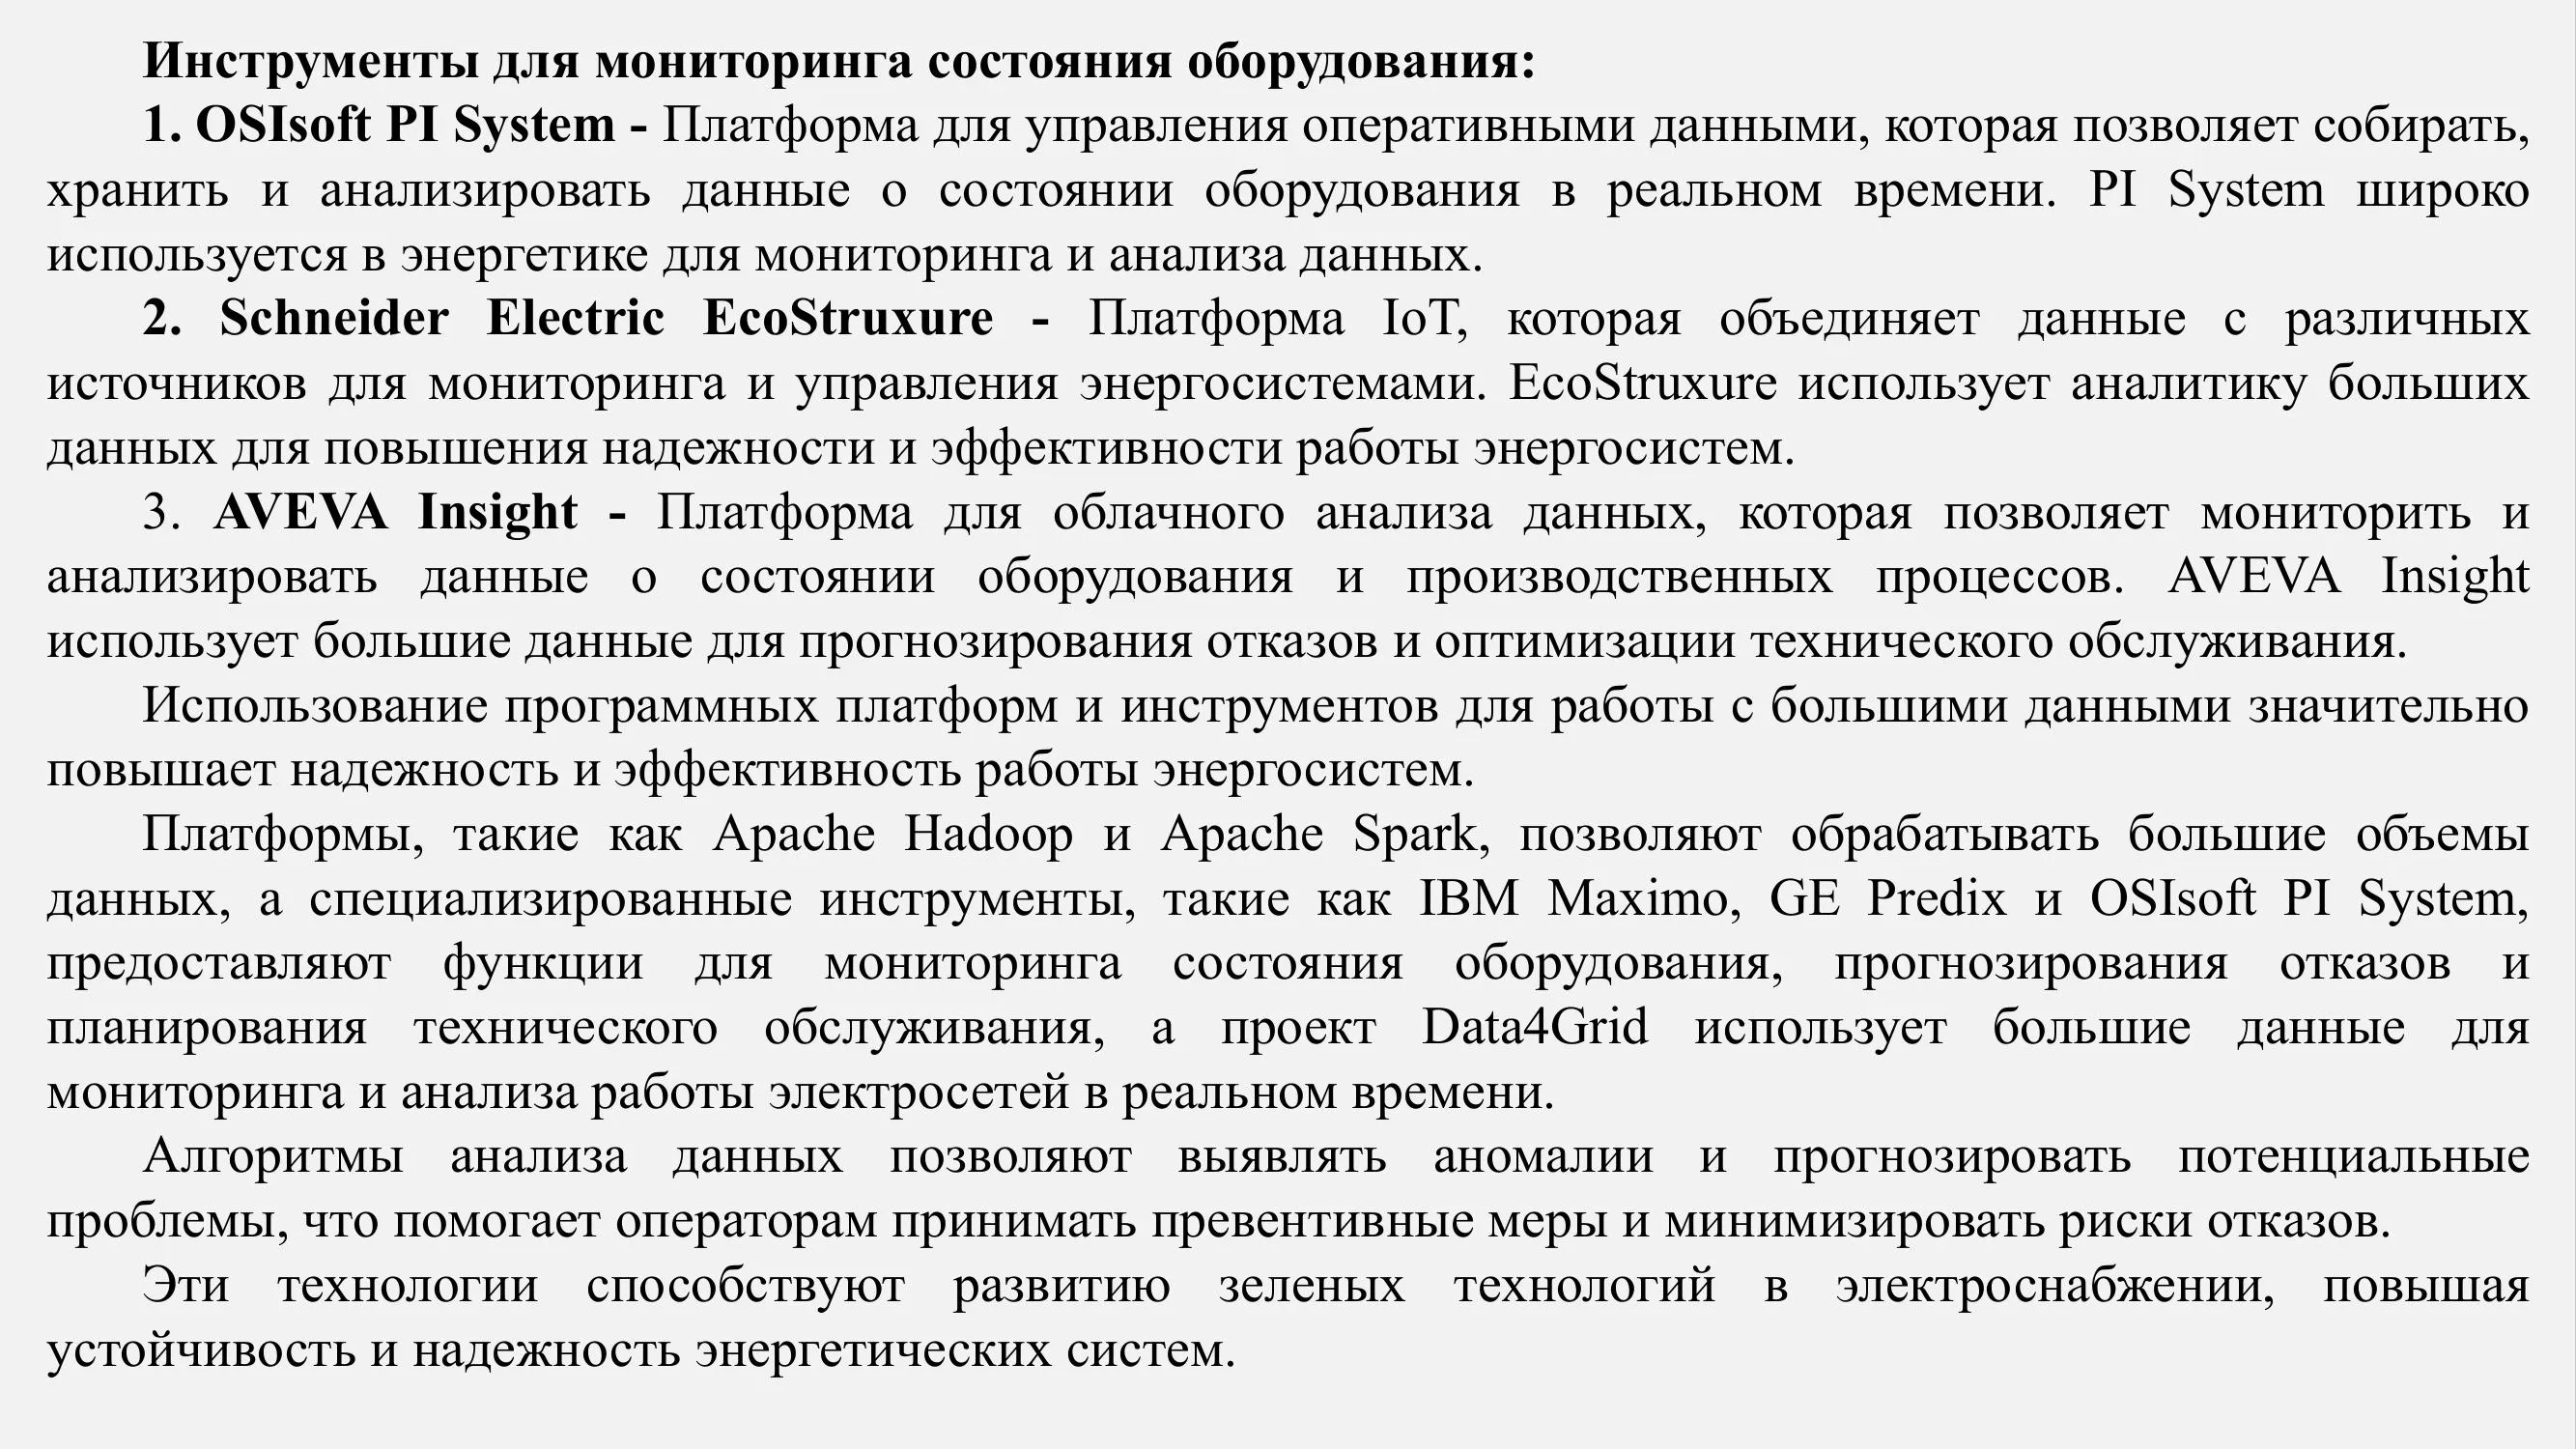 Инструменты для мониторинга состояния оборудования:
1. OSIsoft PI System - Платформа для управления оперативными данными, которая позволяет собирать,
хранить и анализировать данные о состоянии оборудования в реальном времени. PI System широко
используется в энергетике для мониторинга и анализа данных.
2. Schneider Electric EcoStruxure - Платформа IoT, которая объединяет данные с различных
источников для мониторинга и управления энергосистемами. EcoStruxure использует аналитику больших
данных для повышения надежности и эффективности работы энергосистем.
3. AVEVA Insight - Платформа для облачного анализа данных, которая позволяет мониторить и
анализировать данные о состоянии оборудования и производственных процессов. AVEVA Insight
использует большие данные для прогнозирования отказов и оптимизации технического обслуживания.
Использование программных платформ и инструментов для работы с большими данными значительно
повышает надежность и эффективность работы энергосистем.
Платформы, такие как Apache Hadoop и Apache Spark, позволяют обрабатывать большие объемы
данных, а специализированные инструменты, такие как IBM Maximo, GE Predix и OSIsoft PI System,
предоставляют функции для мониторинга состояния оборудования, прогнозирования отказов и
планирования технического обслуживания, а проект Data4Grid использует большие данные для
мониторинга и анализа работы электросетей в реальном времени.
Алгоритмы анализа данных позволяют выявлять аномалии и прогнозировать потенциальные
проблемы, что помогает операторам принимать превентивные меры и минимизировать риски отказов.
Эти технологии способствуют развитию зеленых технологий в электроснабжении, повышая
устойчивость и надежность энергетических систем.